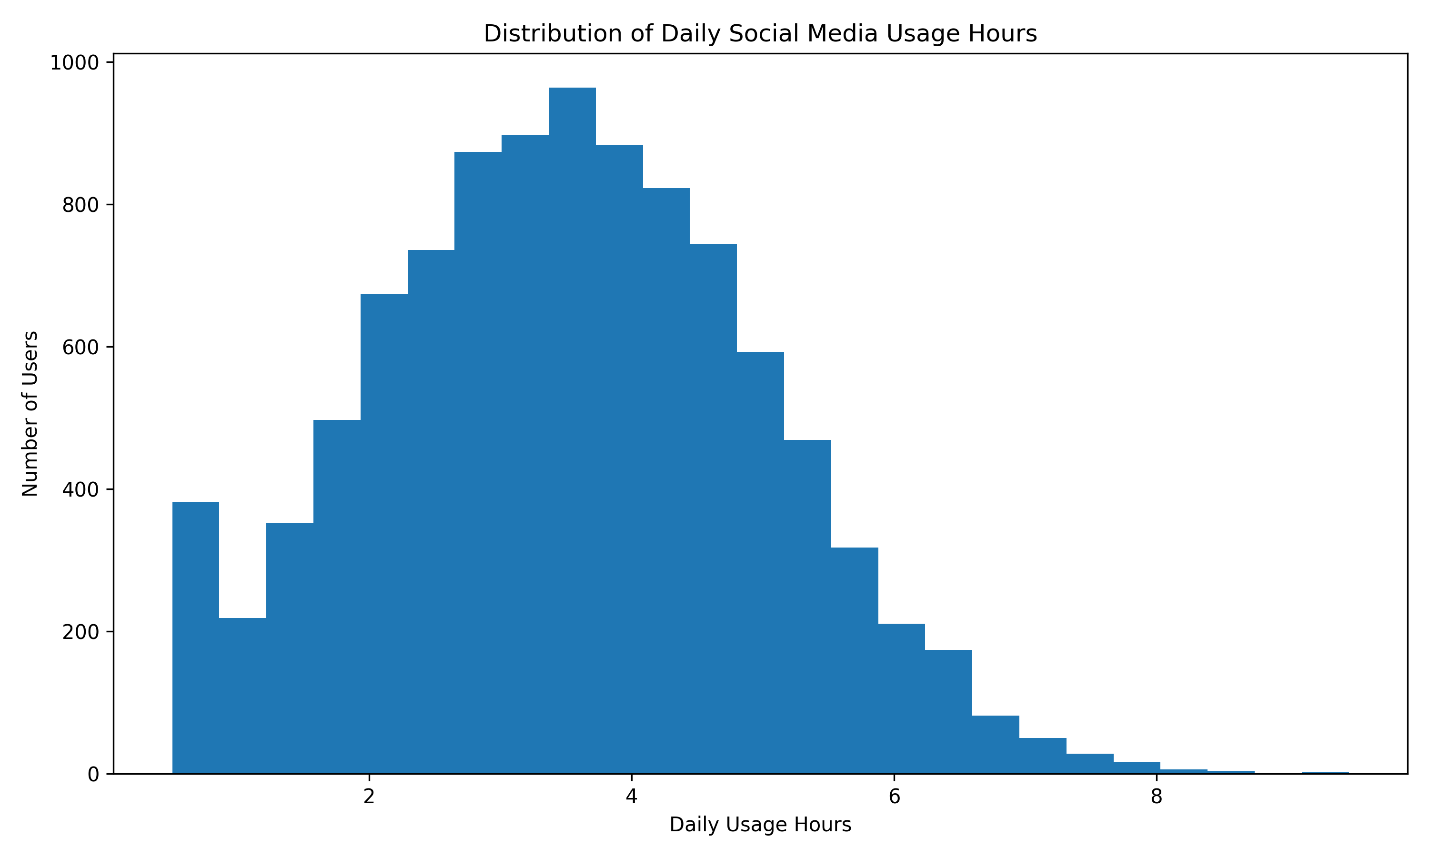 Distribution of Daily Social Media Usage Hours
1000
800
600
400
200
0
Number of Users
2 4 6 8
Daily Usage Hours